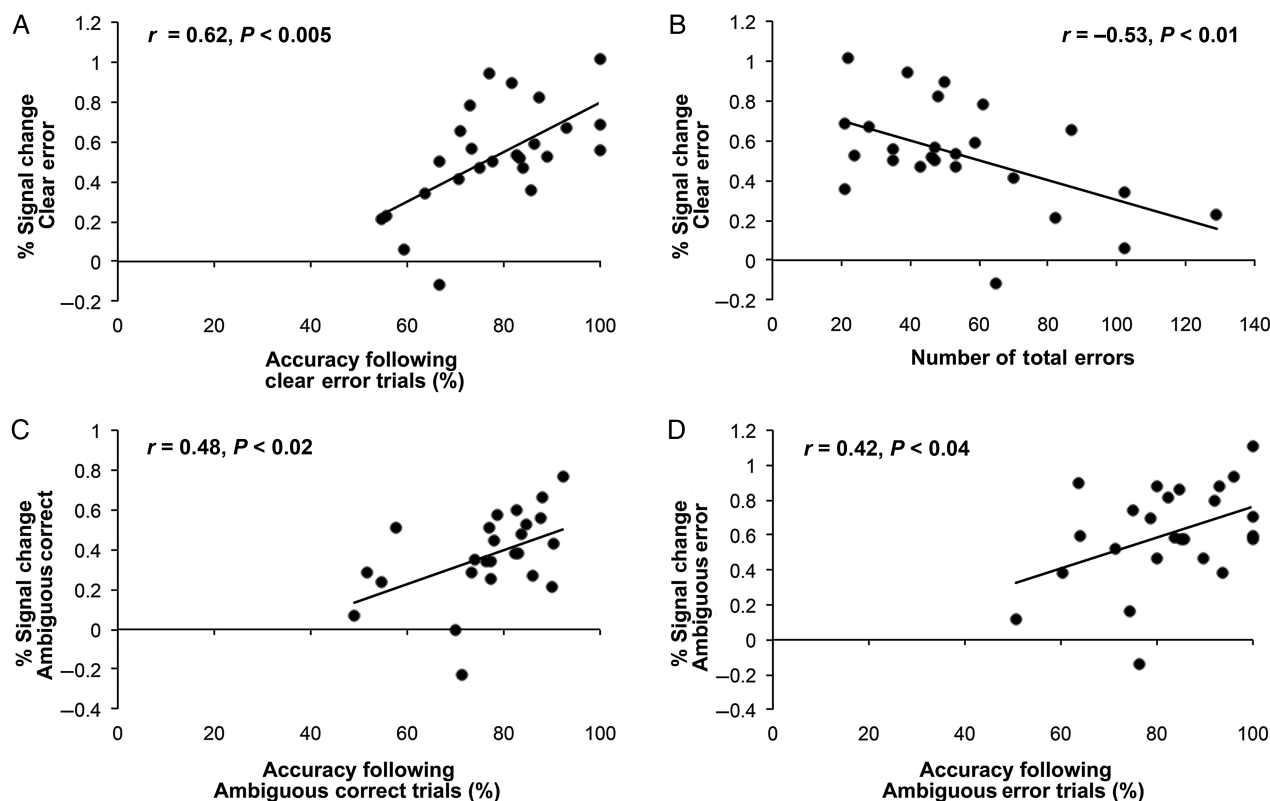 A
r = 0.62, P < 0.005
1.2
1
0.8
0.6
0.4
0.2
0
–0.2
% Signal change
Clear error
0 20 40 60 80 100
Accuracy following
clear error trials (%)
B
r = –0.53, P < 0.01
1.2
1
0.8
0.6
0.4
0.2
0
–0.2
% Signal change
Clear error
0 20 40 60 80 100 120 140
Number of total errors
C
r = 0.48, P < 0.02
1
0.8
0.6
0.4
0.2
0
–0.2
–0.4
% Signal change
Ambiguous correct
0 20 40 60 80 100
Accuracy following
Ambiguous correct trials (%)
D
r = 0.42, P < 0.04
1.2
1
0.8
0.6
0.4
0.2
0
–0.2
–0.4
% Signal change
Ambiguous error
0 20 40 60 80 100
Accuracy following
Ambiguous error trials (%)